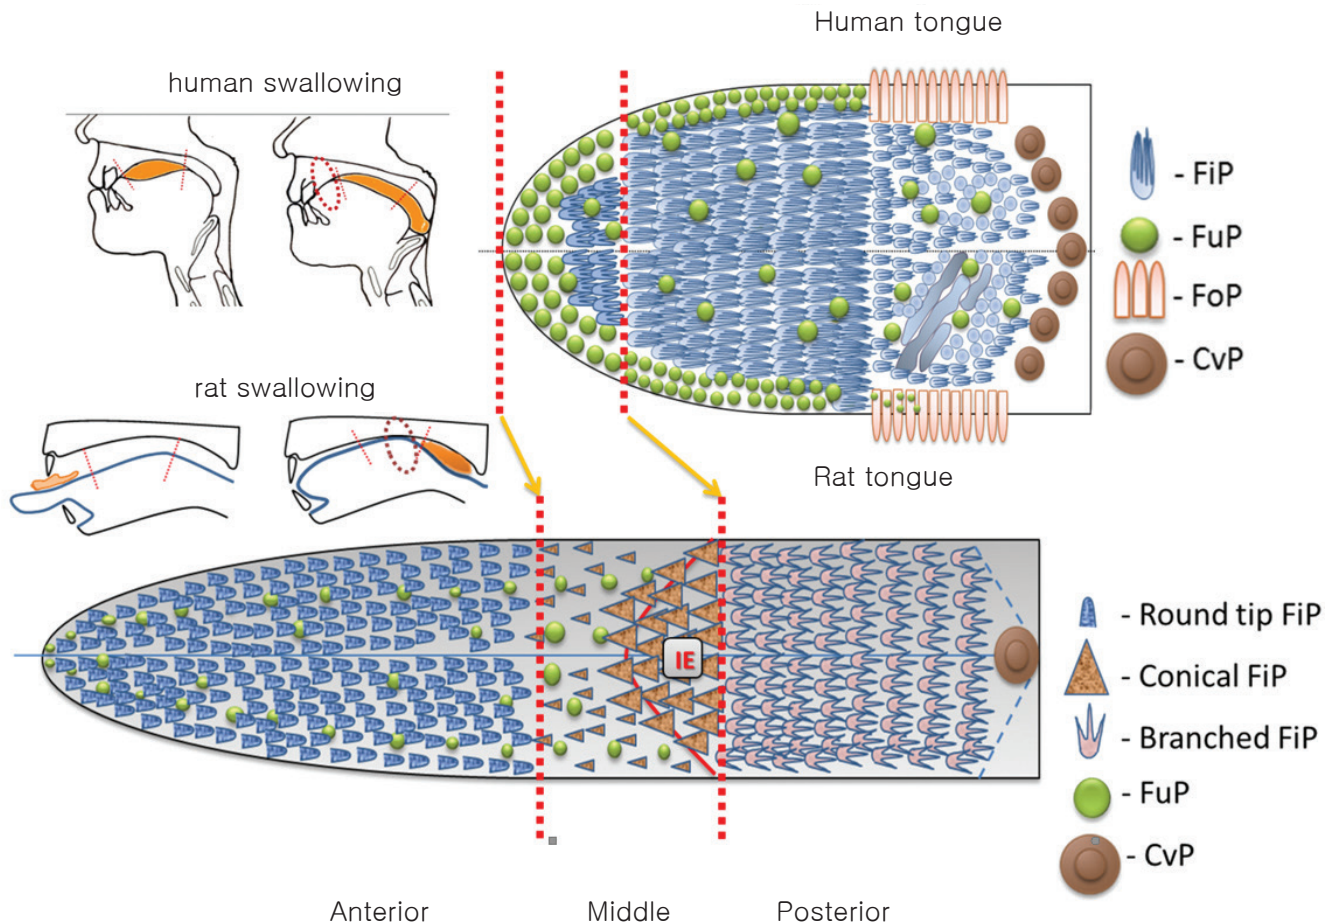 Human tongue
human swallowing
- FiP
- FuP
- FoP
- CvP
rat swallowing
Rat tongue
IE
- Round tip FiP
- Conical FiP
- Branched FiP
- FuP
- CvP
Anterior
Middle
Posterior